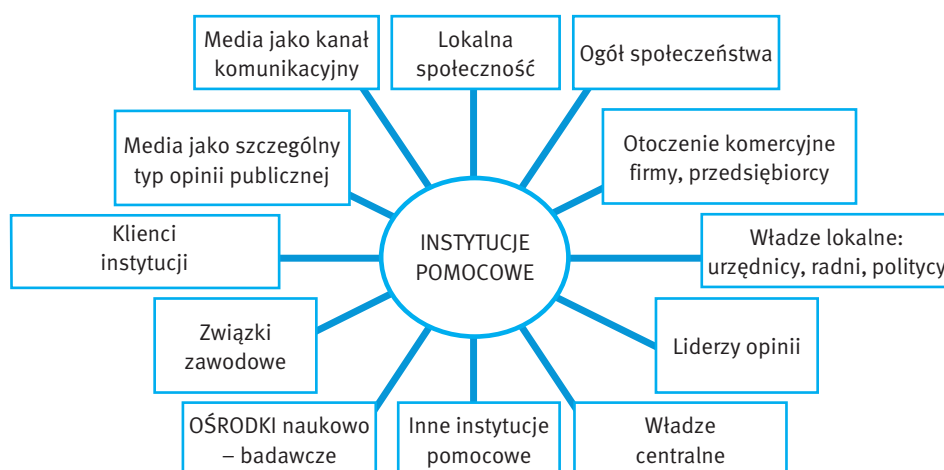 Media jako kanał
komunikacyjny
Lokalna
społeczność
Ogół społeczeństwa
Media jako szczególny
typ opinii publicznej
Otoczenie komercyjne
firmy, przedsiębiorcy
Klienci
instytucji
INSTYTUCJE
POMOCOWE
Władze lokalne:
urzędnicy, radni, politycy
Związki
zawodowe
Liderzy opinii
OŚRODKI naukowo
– badawcze
Inne instytucje
pomocowe
Władze
centralne